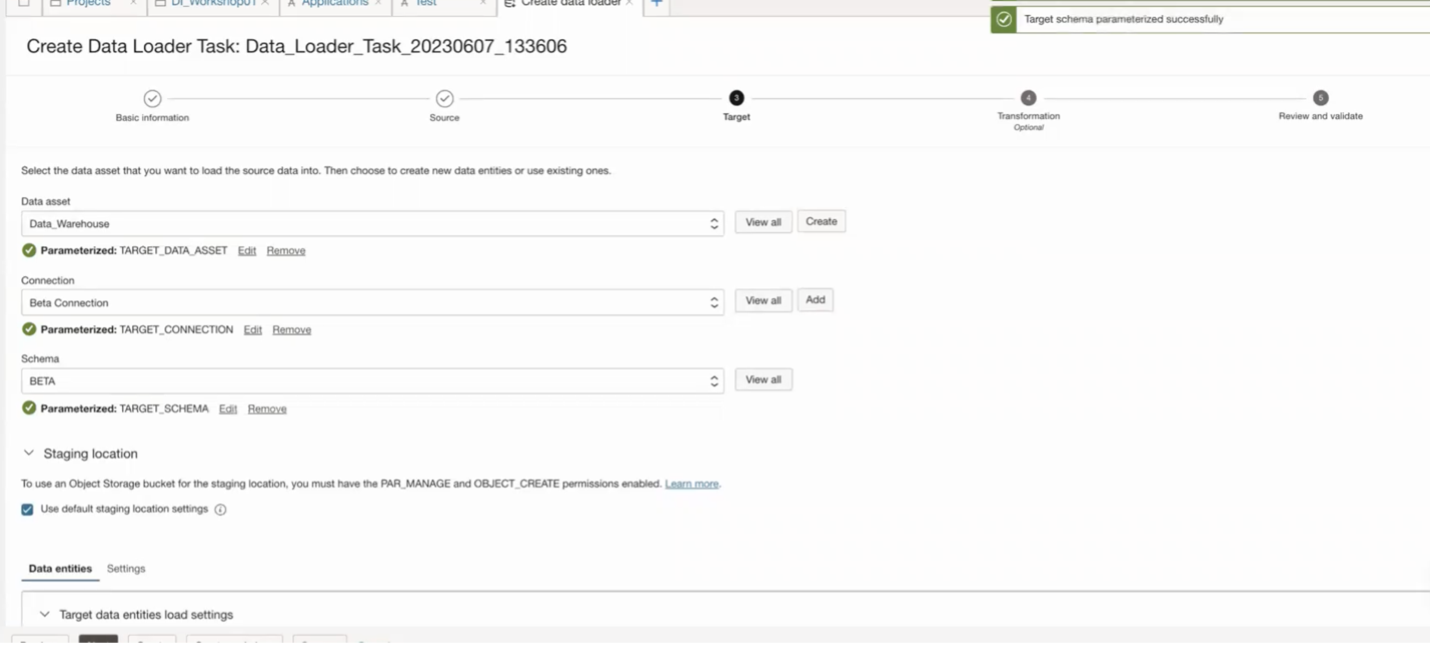 Projects × DI_Workshop01 × Applications × Test × Create data loader × +
Target schema parameterized successfully
Create Data Loader Task: Data_Loader_Task_20230607_133606
3 4 5
Basic information Source Target Transformation Review and validate
Optional
Select the data asset that you want to load the source data into. Then choose to create new data entities or use existing ones.
Data asset
Data_Warehouse View all Create
Parameterized: TARGET_DATA_ASSET Edit Remove
Connection
Beta Connection View all Add
Parameterized: TARGET_CONNECTION Edit Remove
Schema
BETA View all
Parameterized: TARGET_SCHEMA Edit Remove
Staging location
To use an Object Storage bucket for the staging location, you must have the PAR_MANAGE and OBJECT_CREATE permissions enabled. Learn more.
Use default staging location settings
Data entities Settings
Target data entities load settings